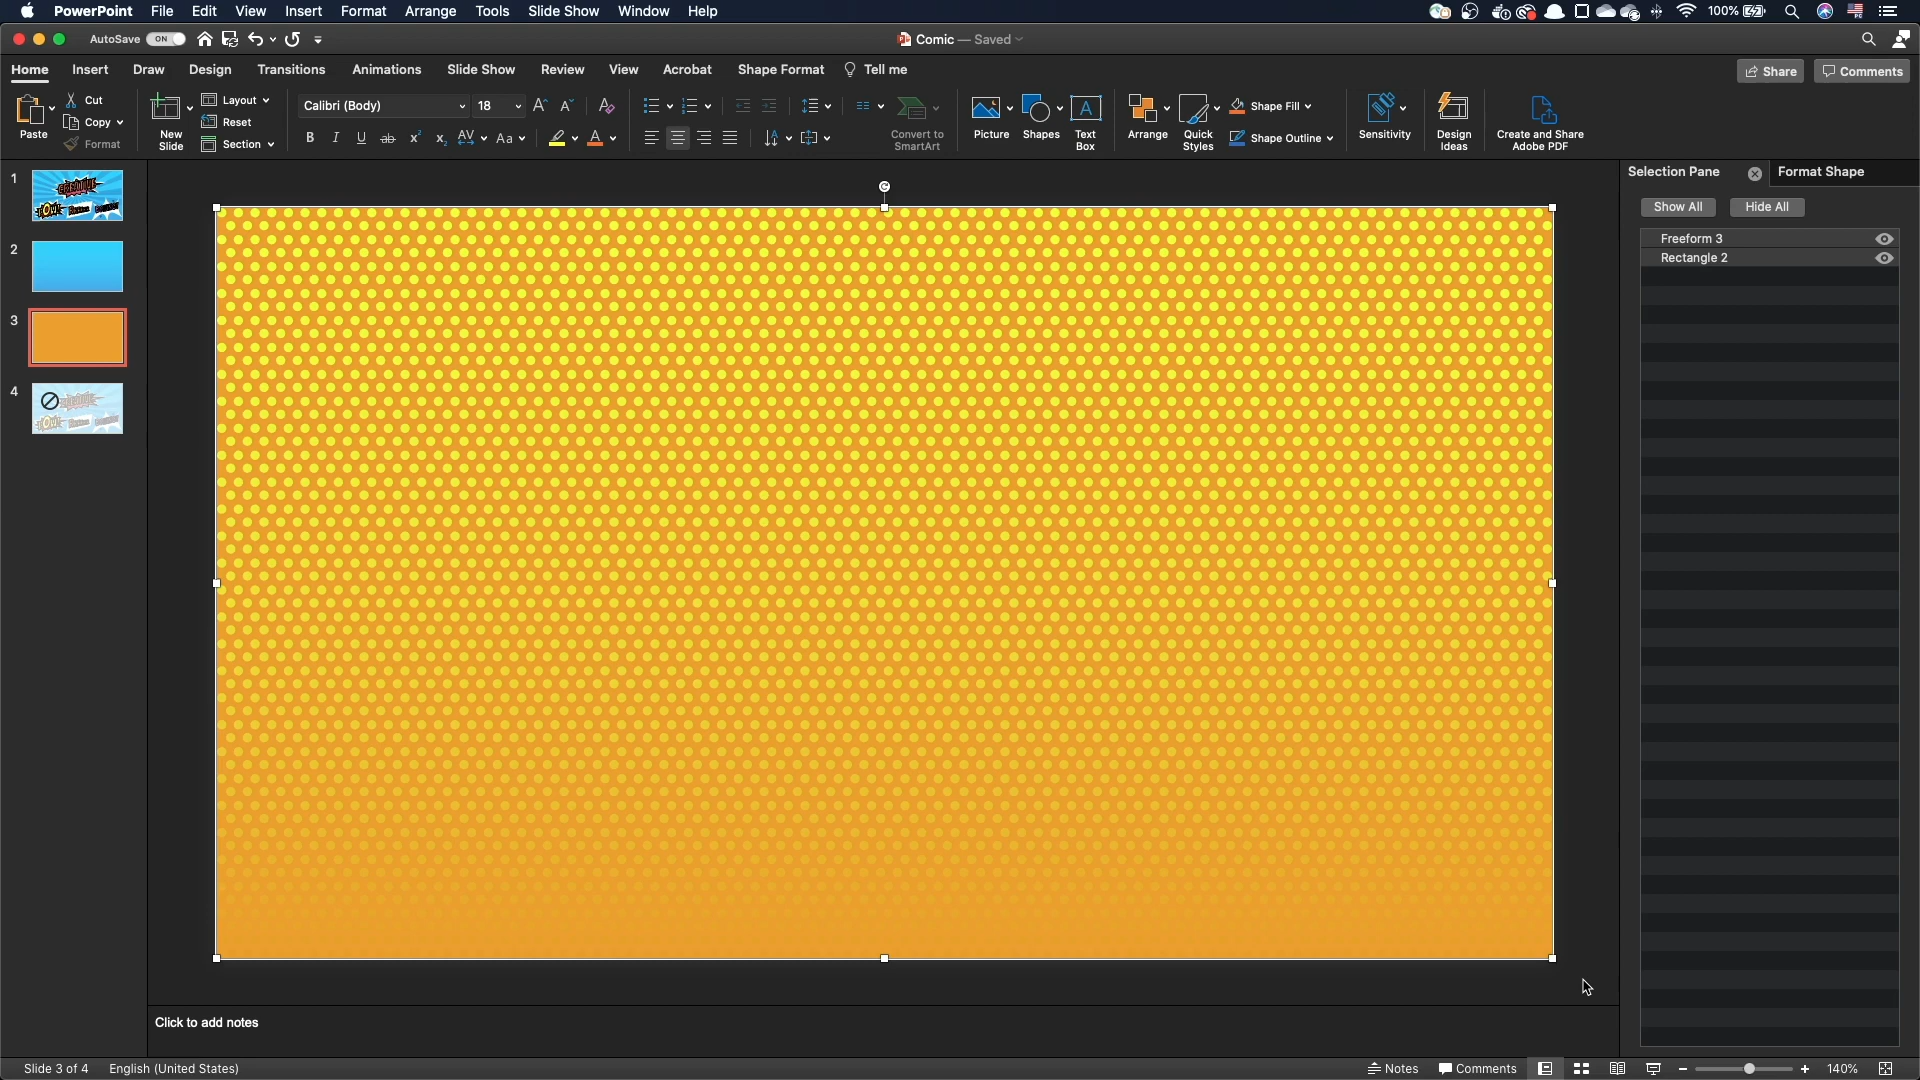 PowerPoint File Edit View Insert Format Arrange Tools Slide Show Window Help 100%
AutoSave ON Comic — Saved
Home Insert Draw Design Transitions Animations Slide Show Review View Acrobat Shape Format Tell me Share Comments
Paste Cut Copy Format
New Slide Layout Reset Section
Calibri (Body) 18
Convert to SmartArt
Picture Shapes Text Box
Arrange Quick Styles Shape Fill Shape Outline
Sensitivity
Design Ideas
Create and Share Adobe PDF
1
2
3
4
Selection Pane Format Shape
Show All Hide All
Freeform 3
Rectangle 2
Click to add notes
Slide 3 of 4 English (United States) Notes Comments 140%